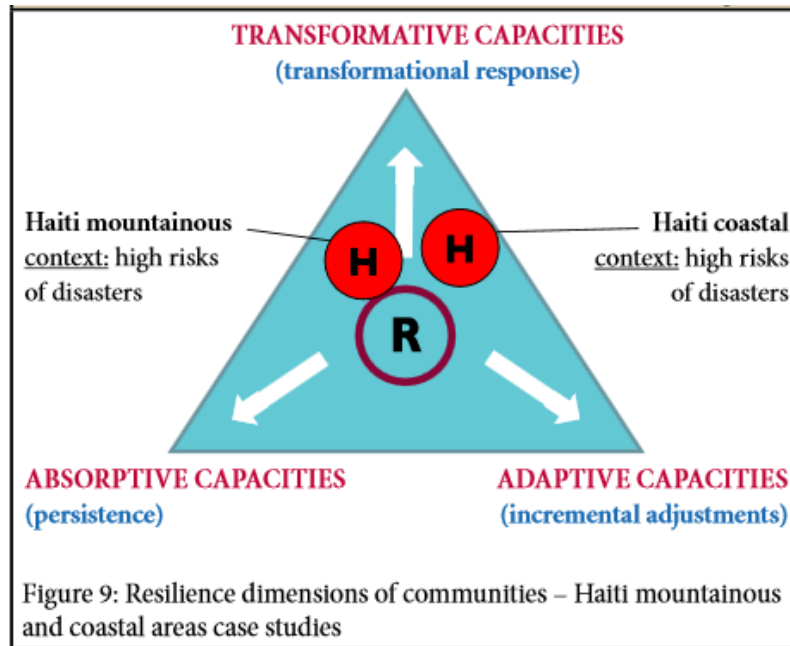 TRANSFORMATIVE CAPACITIES
(transformational response)
Haiti mountainous
context: high risks
of disasters
Haiti coastal
context: high risks
of disasters
H
H
R
ABSORPTIVE CAPACITIES
(persistence)
ADAPTIVE CAPACITIES
(incremental adjustments)
Figure 9: Resilience dimensions of communities – Haiti mountainous
and coastal areas case studies